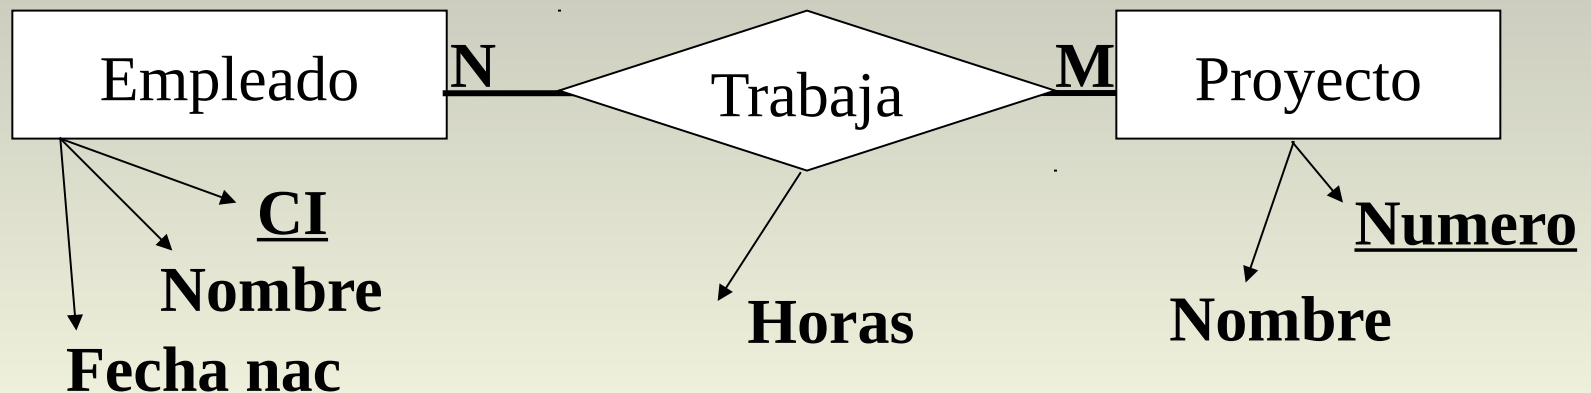 Empleado
N
Trabaja
M
Proyecto
CI
Nombre
Fecha nac
Horas
Numero
Nombre